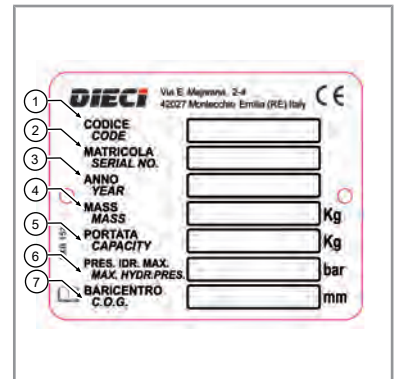 DIECI
Via E. Majorana, 2-4
42027 Montecchio Emilia (RE) Italy
CE
1
CODICE
CODE
2
MATRICOLA
SERIAL NO.
3
ANNO
YEAR
4
MASS
MASS
Kg
5
PORTATA
CAPACITY
Kg
6
PRES. IDR. MAX.
MAX. HYDR.PRES.
bar
7
BARICENTRO
C.O.G.
mm